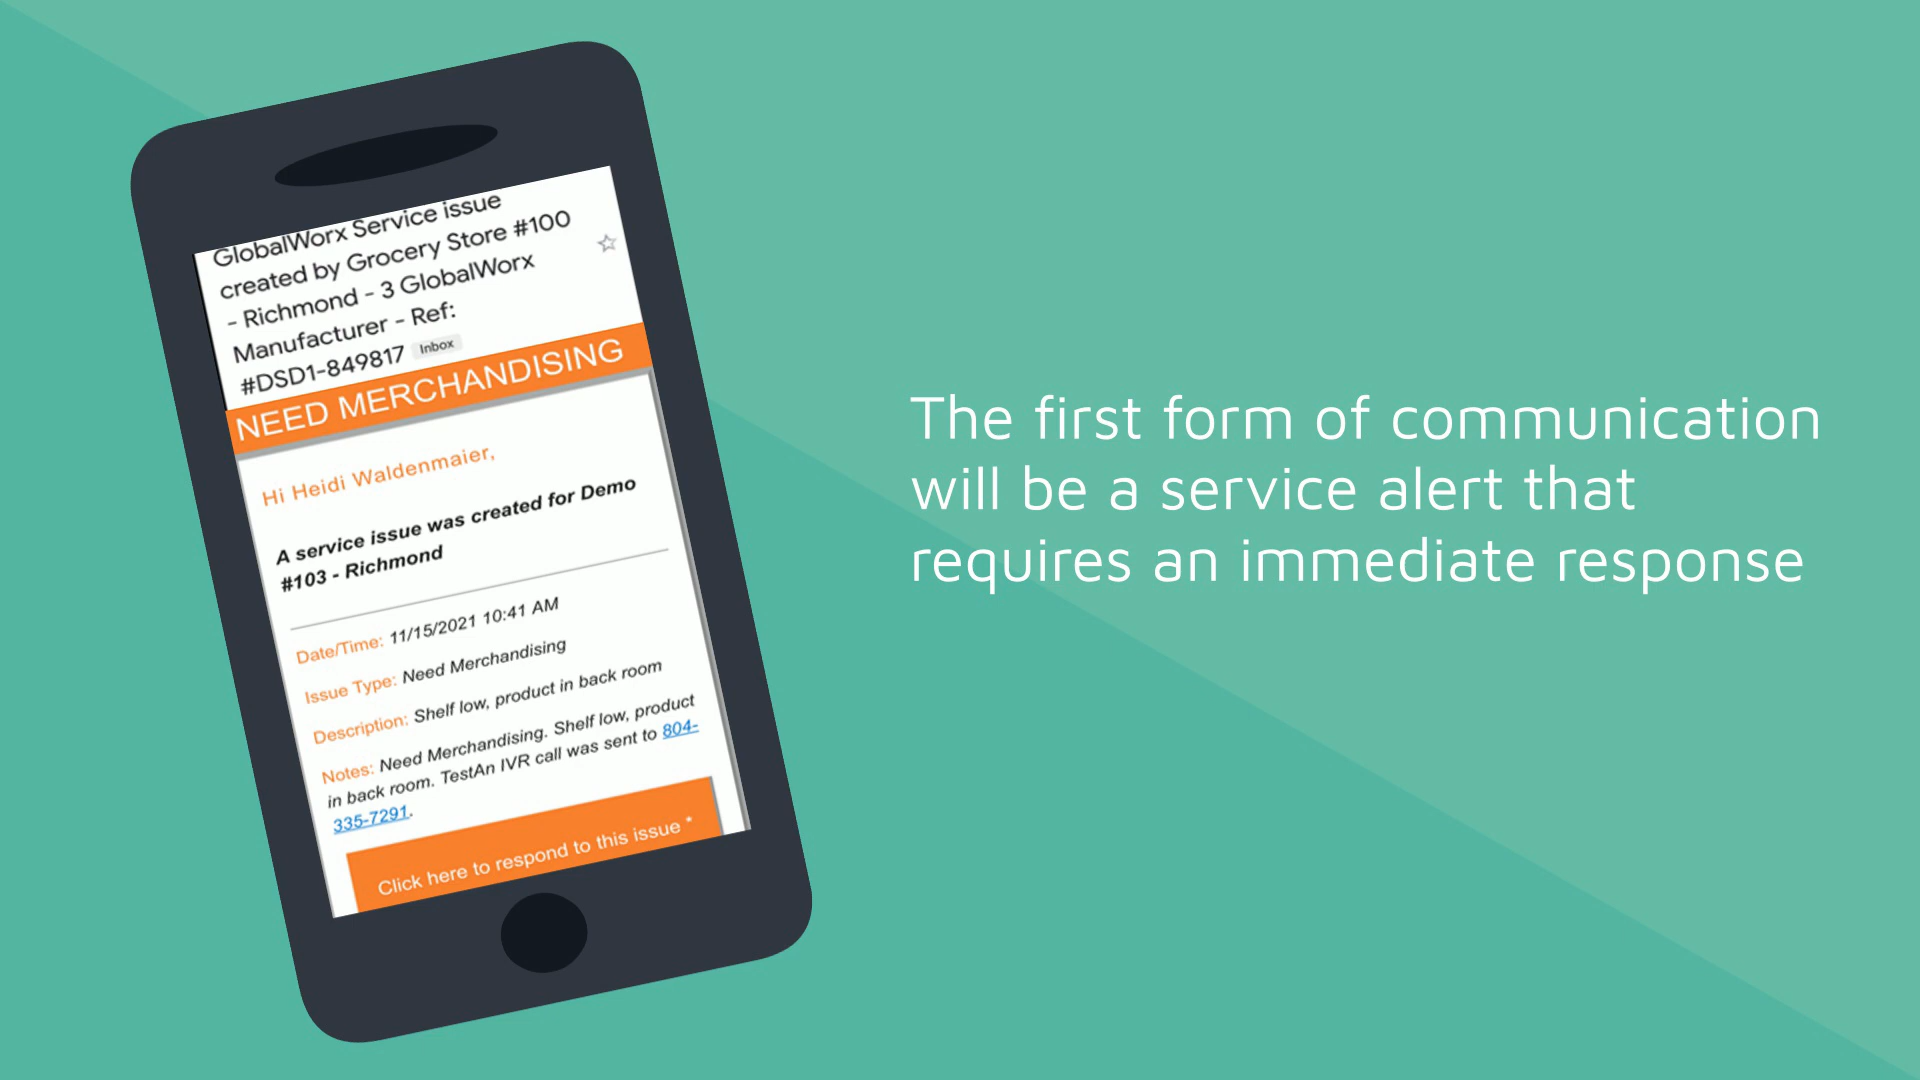 GlobalWorx Service issue
created by Grocery Store #100
- Richmond - 3 GlobalWorx
Manufacturer - Ref:
#DSD1-849817 Inbox
NEED MERCHANDISING
Hi Heidi Waldenmaier,
A service issue was created for Demo
#103 - Richmond
Date/Time: 11/15/2021 10:41 AM
Issue Type: Need Merchandising
Description: Shelf low, product in back room
Notes: Need Merchandising. Shelf low, product
in back room. TestAn IVR call was sent to 804-
335-7291.
Click here to respond to this issue *
The first form of communication
will be a service alert that
requires an immediate response